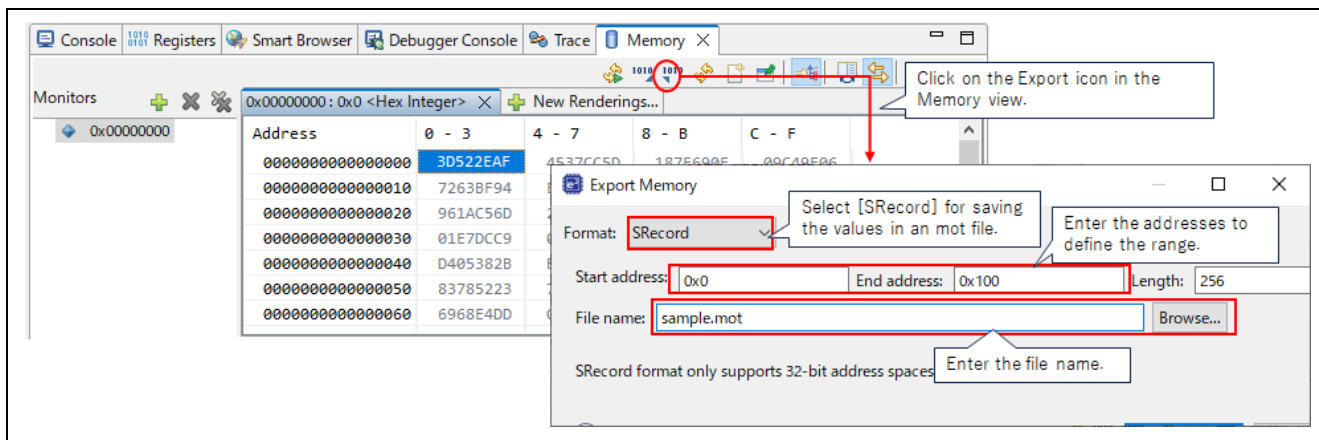 Console Registers Smart Browser Debugger Console Trace Memory
Click on the Export icon in the
Memory view.
Monitors
0x00000000 : 0x0 <Hex Integer> New Renderings...
0x00000000
Address 0 - 3 4 - 7 8 - B C - F
0000000000000000 3D522EAF 4537CC5D 187E690E 09C49E06
0000000000000010 7263BF94
0000000000000020 961AC56D
0000000000000030 01E7DCC9
0000000000000040 D405382B
0000000000000050 83785223
0000000000000060 6968E4DD
Export Memory
Select [SRecord] for saving
the values in an mot file.
Enter the addresses to
define the range.
Format: SRecord
Start address: 0x0 End address: 0x100 Length: 256
File name: sample.mot Browse...
Enter the file name.
SRecord format only supports 32-bit address spaces